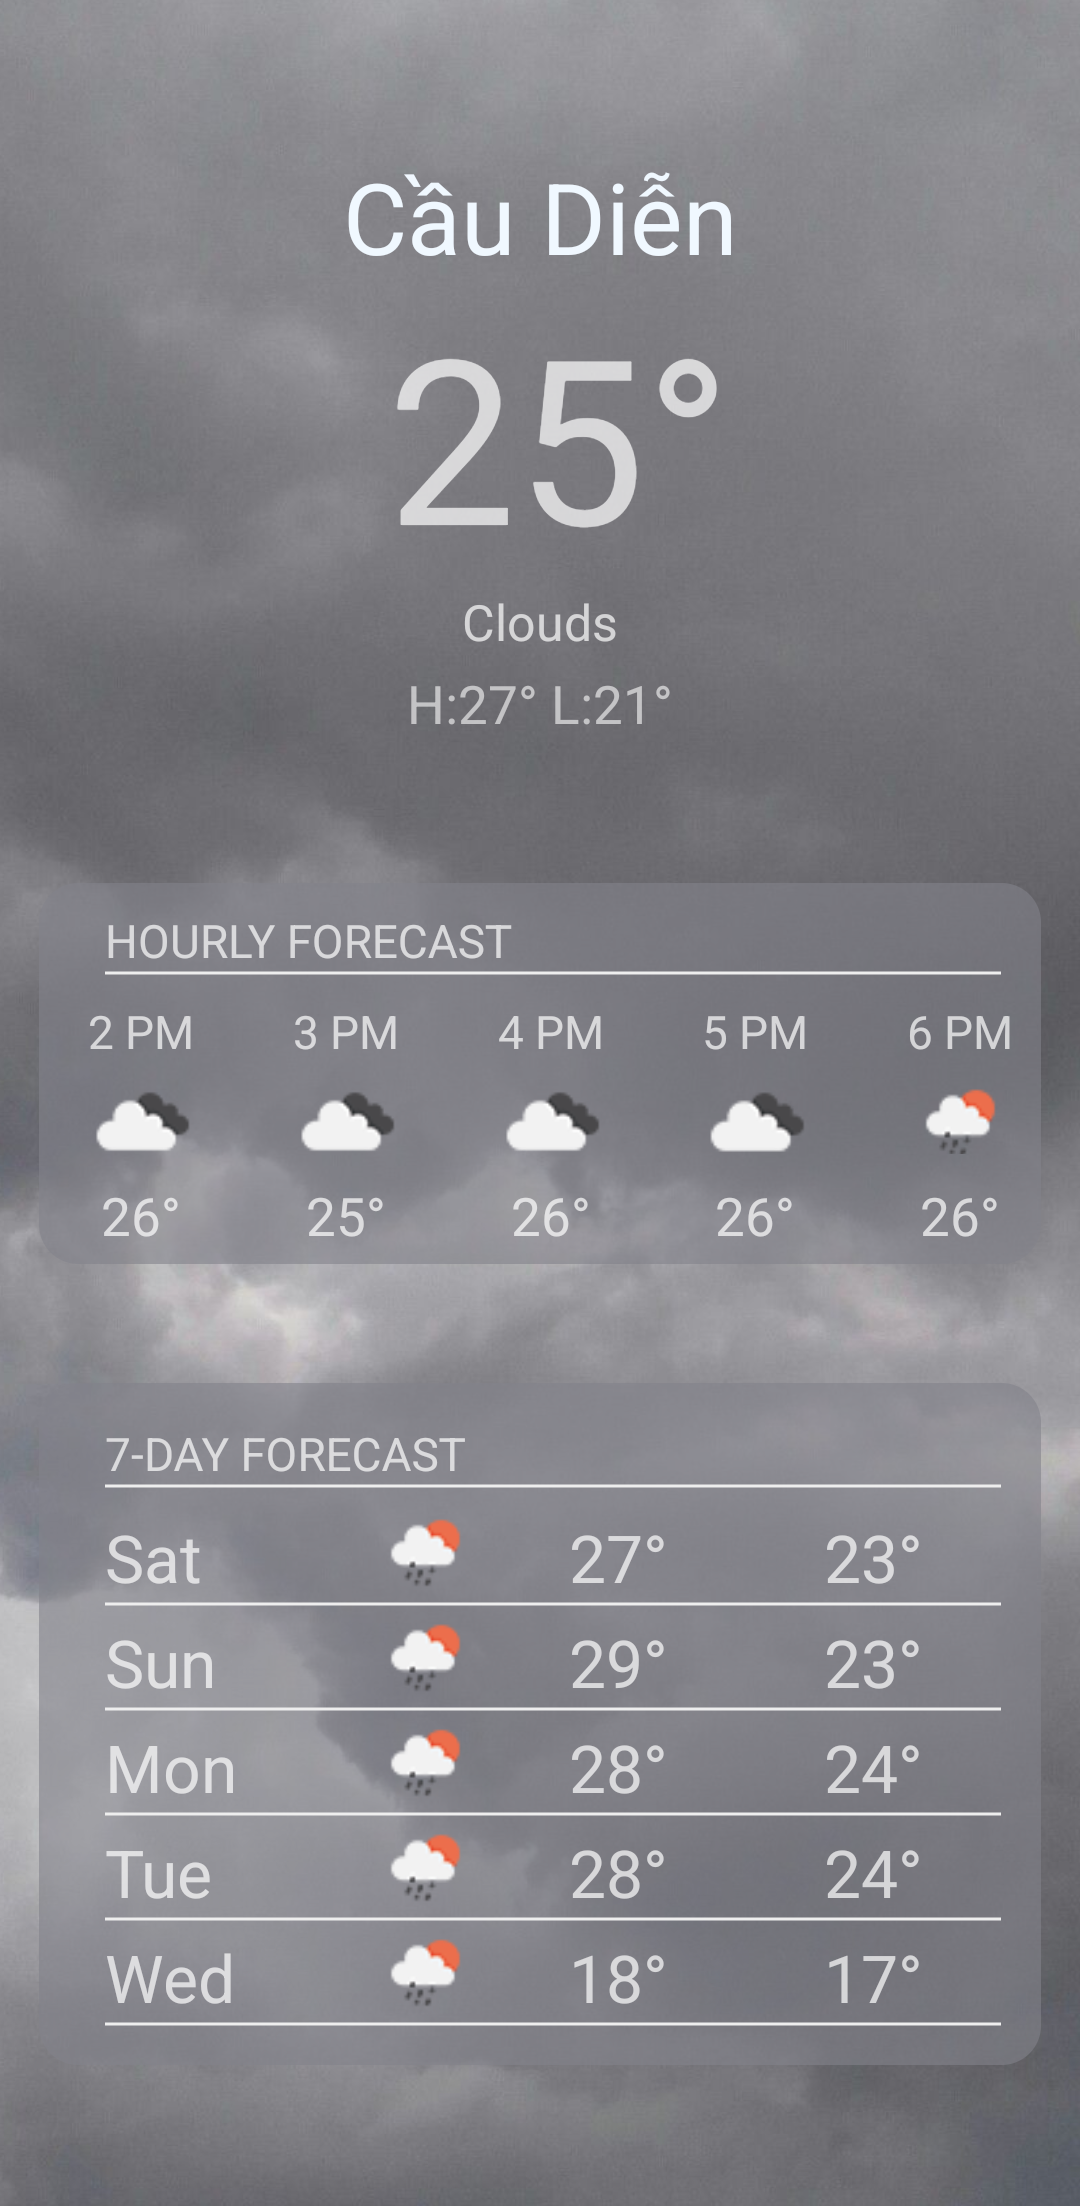 Cầu Diễn
25°
Clouds
H:27° L:21°
HOURLY FORECAST
2 PM 3 PM 4 PM 5 PM 6 PM
26° 25° 26° 26° 26°
7-DAY FORECAST
Sat 27° 23°
Sun 29° 23°
Mon 28° 24°
Tue 28° 24°
Wed 18° 17°